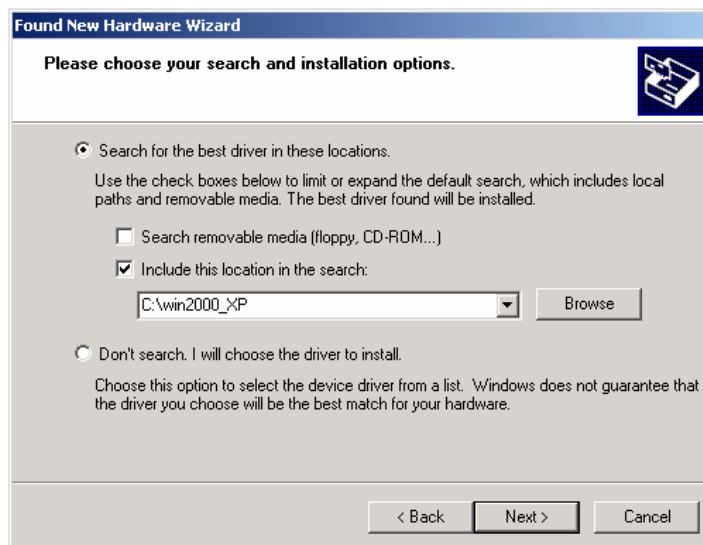 Found New Hardware Wizard
Please choose your search and installation options.
Search for the best driver in these locations.
Use the check boxes below to limit or expand the default search, which includes local
paths and removable media. The best driver found will be installed.
Search removable media (floppy, CD-ROM...)
Include this location in the search:
C:\win2000_XP
Browse
Don't search. I will choose the driver to install.
Choose this option to select the device driver from a list.  Windows does not guarantee that
the driver you choose will be the best match for your hardware.
< Back
Next >
Cancel